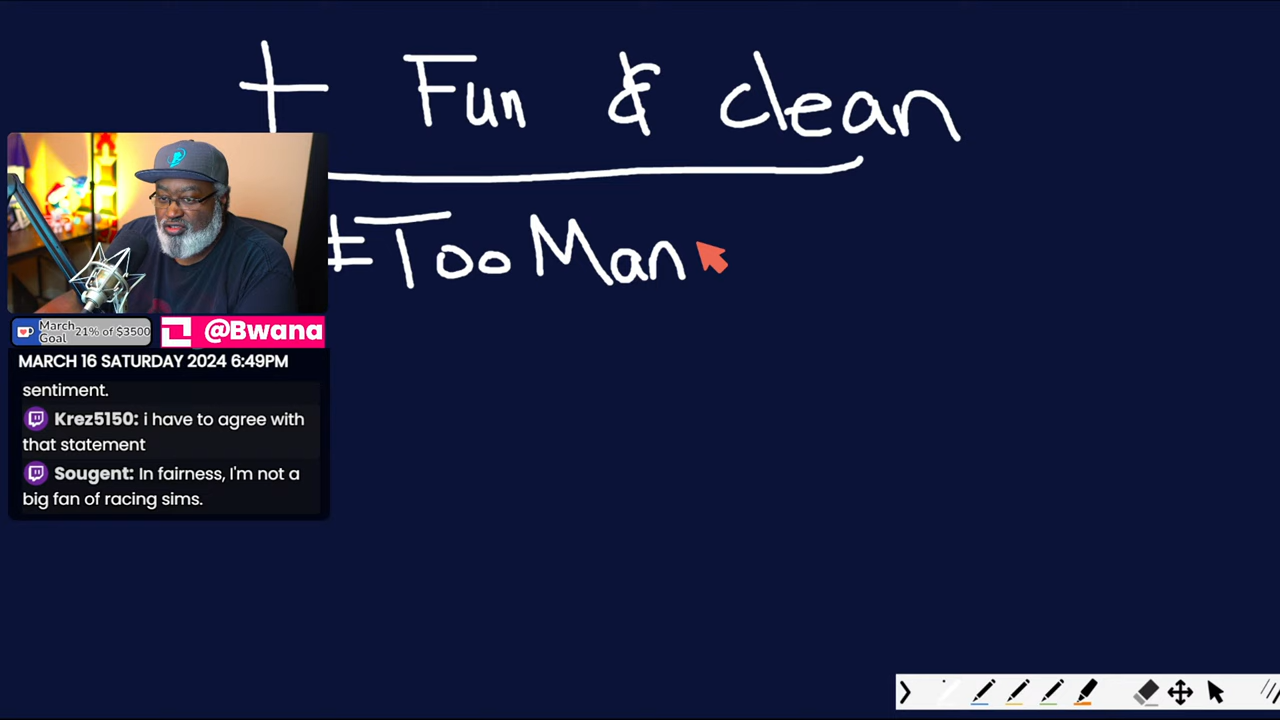 + Fun & clean
#TooMan
March Goal 21% of $3500
@Bwana
MARCH 16 SATURDAY 2024 6:49PM
sentiment.
Krez5150: i have to agree with
that statement
Sougent: In fairness, I'm not a
big fan of racing sims.